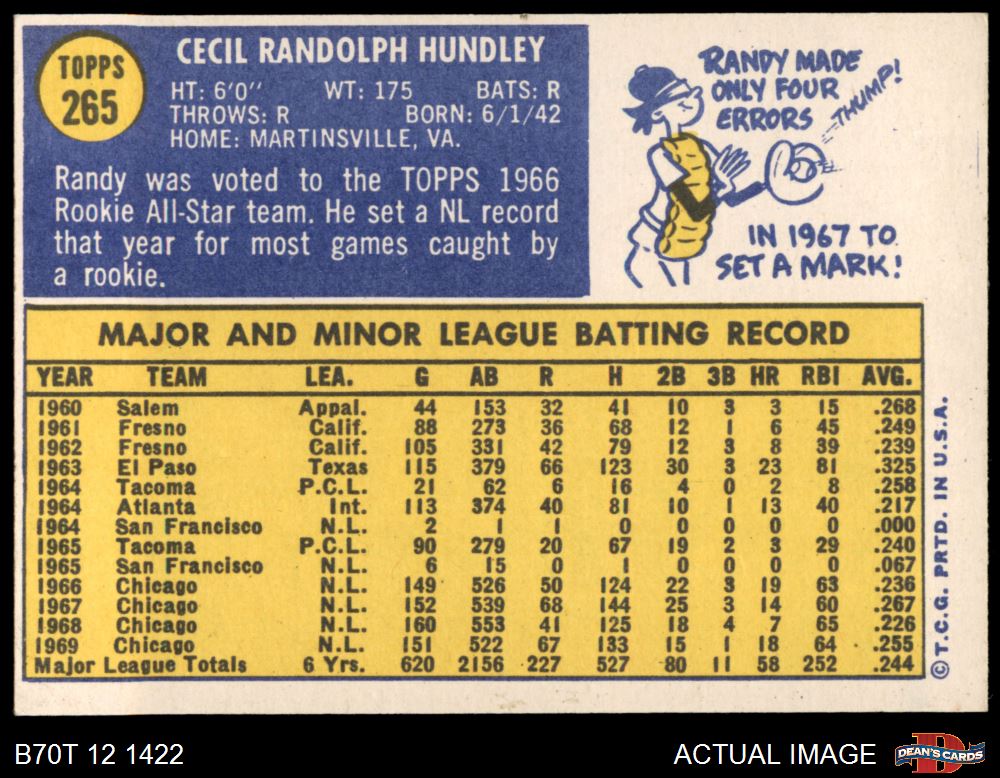 TOPPS
265
CECIL RANDOLPH HUNDLEY
HT: 6'0" WT: 175 BATS: R
THROWS: R BORN: 6/1/42
HOME: MARTINSVILLE, VA.
Randy was voted to the TOPPS 1966
Rookie All-Star team. He set a NL record
that year for most games caught by
a rookie.
RANDY MADE
ONLY FOUR
ERRORS
THUMP!
IN 1967 TO
SET A MARK!
MAJOR AND MINOR LEAGUE BATTING RECORD
YEAR TEAM LEA. G AB R H 2B 3B HR RBI AVG.
1960 Salem Appal. 44 153 32 41 10 3 3 15 .268
1961 Fresno Calif. 88 273 36 68 12 1 6 45 .249
1962 Fresno Calif. 105 331 42 79 12 3 8 39 .239
1963 El Paso Texas 115 379 66 123 30 3 23 81 .325
1964 Tacoma P.C.L. 21 62 6 16 4 0 2 8 .258
1964 Atlanta Int. 113 374 40 81 10 1 13 40 .217
1964 San Francisco N.L. 2 1 1 0 0 0 0 0 .000
1965 Tacoma P.C.L. 90 279 20 67 19 2 3 29 .240
1965 San Francisco N.L. 6 15 0 1 0 0 0 0 .067
1966 Chicago N.L. 149 526 50 124 22 3 19 63 .236
1967 Chicago N.L. 152 539 68 144 25 3 14 60 .267
1968 Chicago N.L. 160 553 41 125 18 4 7 65 .226
1969 Chicago N.L. 151 522 67 133 15 1 18 64 .255
Major League Totals 6 Yrs. 620 2156 227 527 80 11 58 252 .244
© T.C.G. PRTD. IN U.S.A.
B70T 12 1422
ACTUAL IMAGE
DEAN'S CARDS